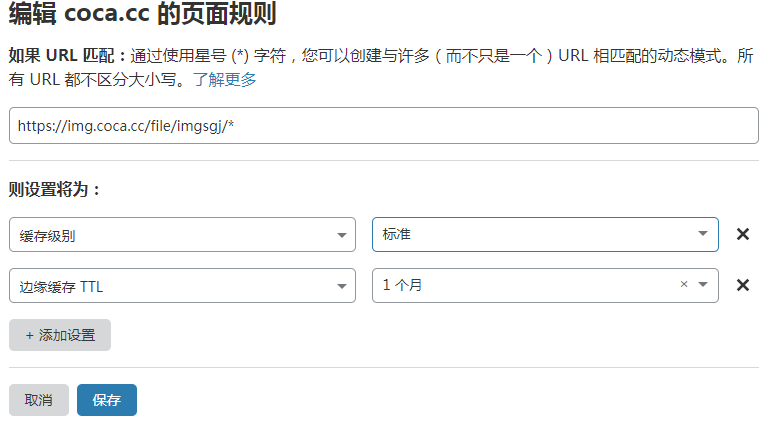 编辑 coca.cc 的页面规则
如果 URL 匹配：通过使用星号 (*) 字符，您可以创建与许多（而不只是一个）URL 相匹配的动态模式。所
有 URL 都不区分大小写。了解更多
https://img.coca.cc/file/imgsgj/*
则设置将为：
缓存级别 标准
边缘缓存 TTL 1 个月
+ 添加设置
取消 保存